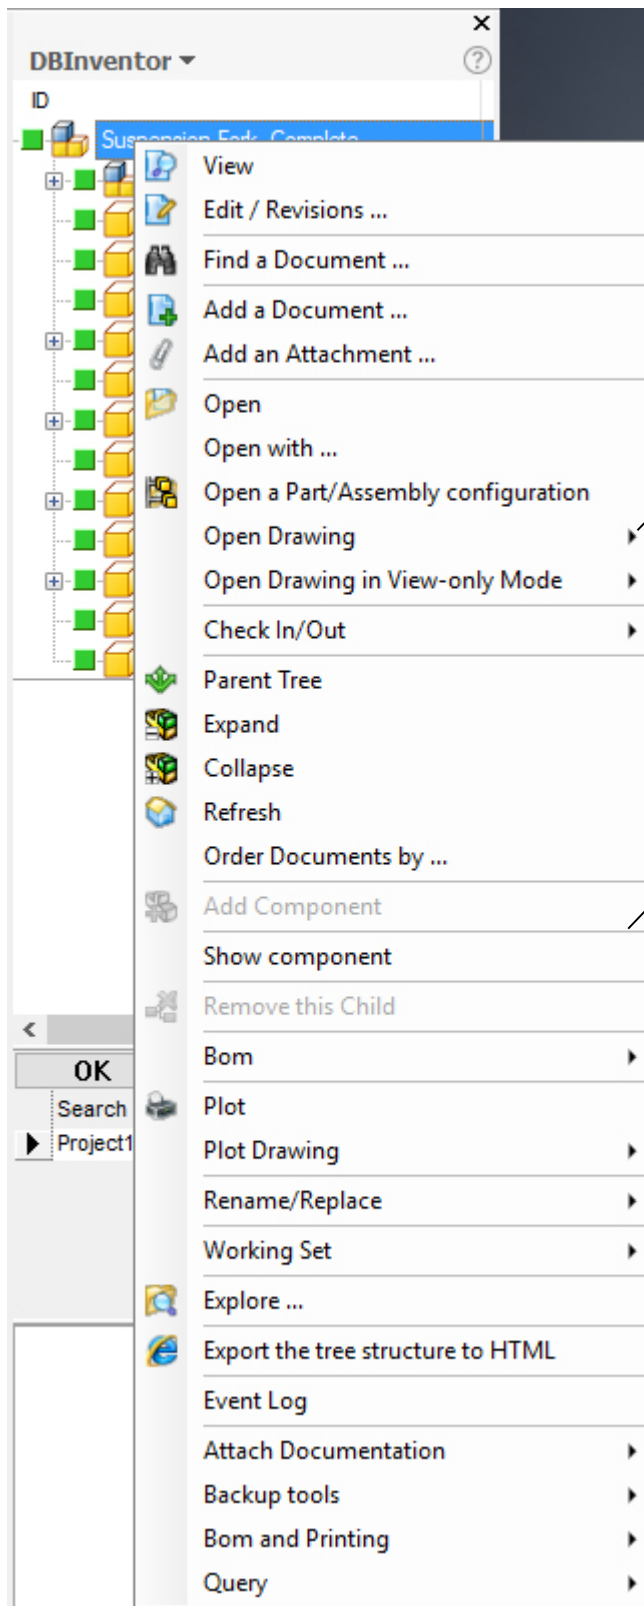 DBInventor
ID
Suspension Fork, Complete
View
Edit / Revisions ...
Find a Document ...
Add a Document ...
Add an Attachment ...
Open
Open with ...
Open a Part/Assembly configuration
Open Drawing
Open Drawing in View-only Mode
Check In/Out
Parent Tree
Expand
Collapse
Refresh
Order Documents by ...
Add Component
Show component
Remove this Child
Bom
OK
Search
Plot
Project1
Plot Drawing
Rename/Replace
Working Set
Explore ...
Export the tree structure to HTML
Event Log
Attach Documentation
Backup tools
Bom and Printing
Query